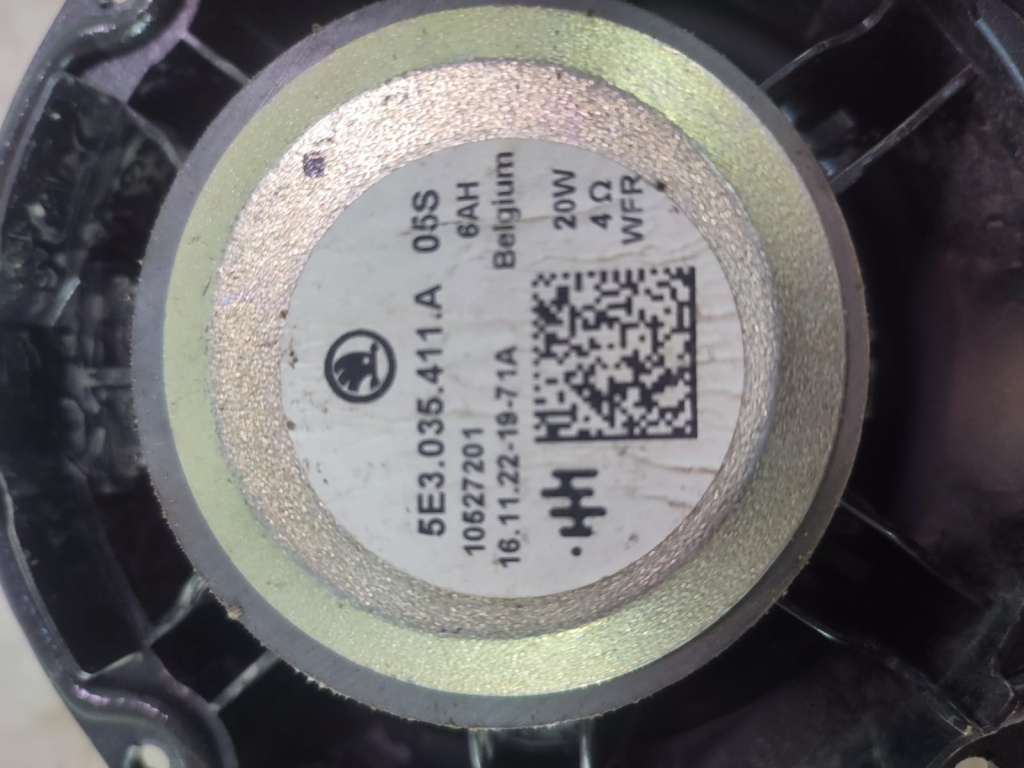 5E3.035.411.A 05S
10527201 6AH
16.11.22-19-71A Belgium
20W
4 Ω
WFR